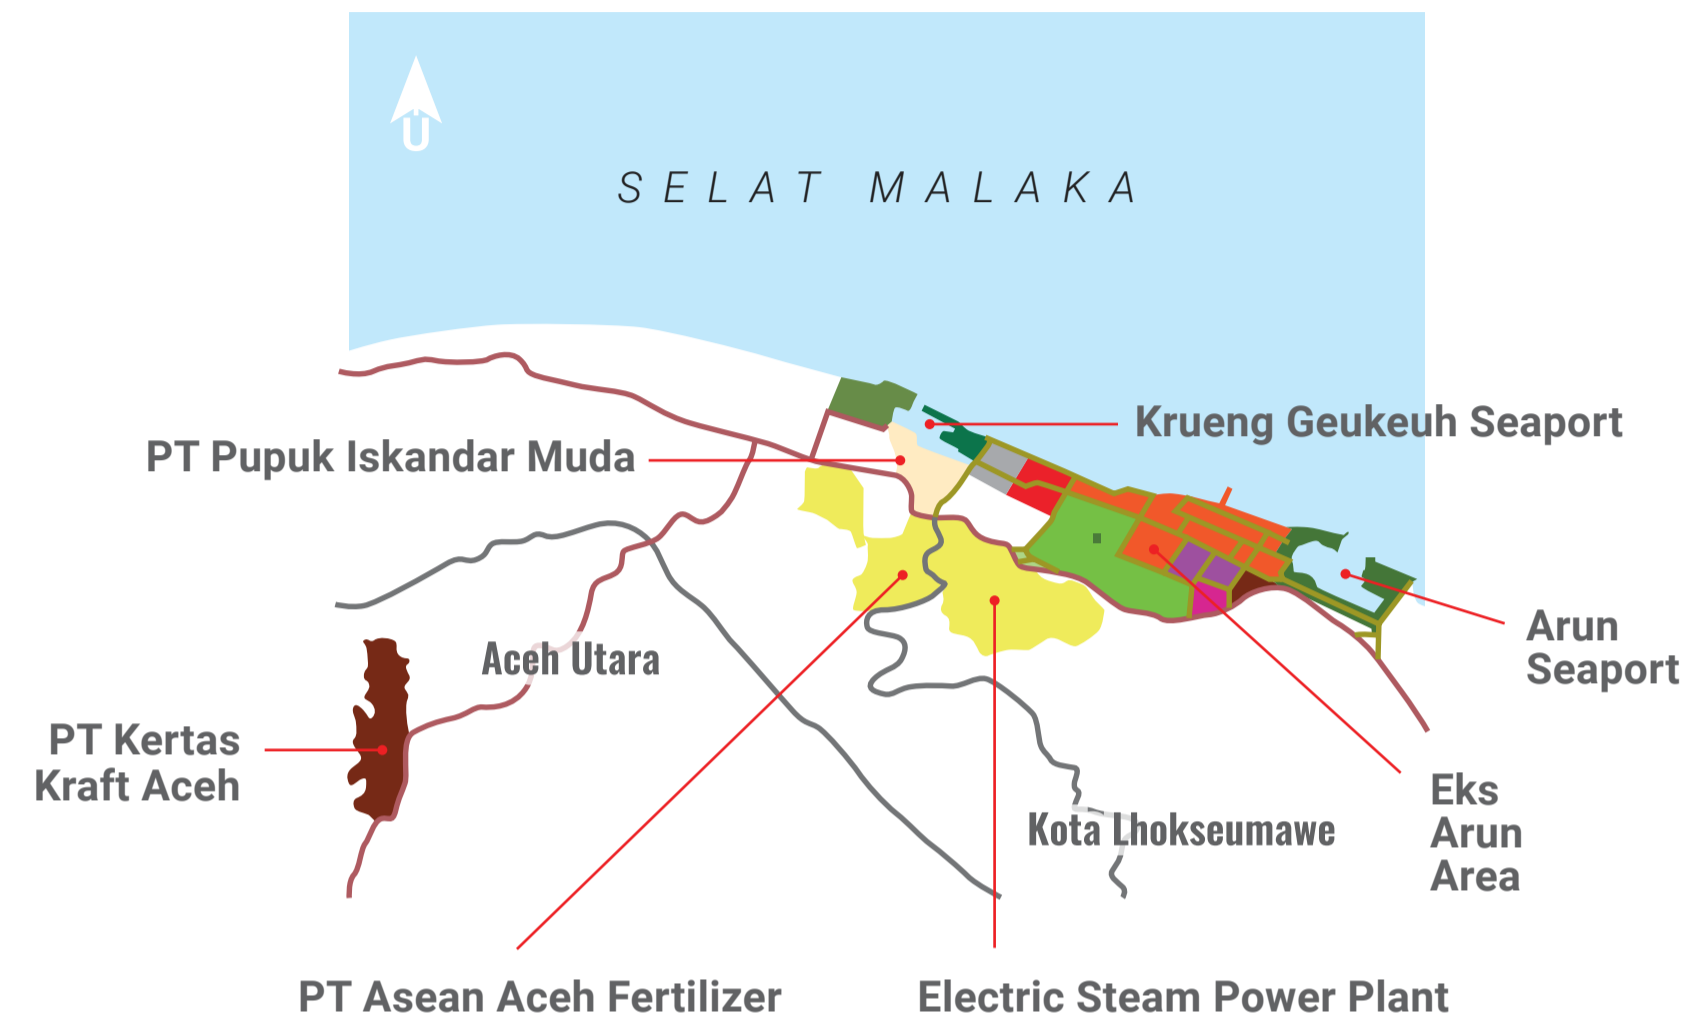 U
SELAT MALAKA
Krueng Geukeuh Seaport
PT Pupuk Iskandar Muda
Arun
Seaport
Aceh Utara
PT Kertas
Kraft Aceh
Kota Lhokseumawe
Eks
Arun
Area
PT Asean Aceh Fertilizer
Electric Steam Power Plant